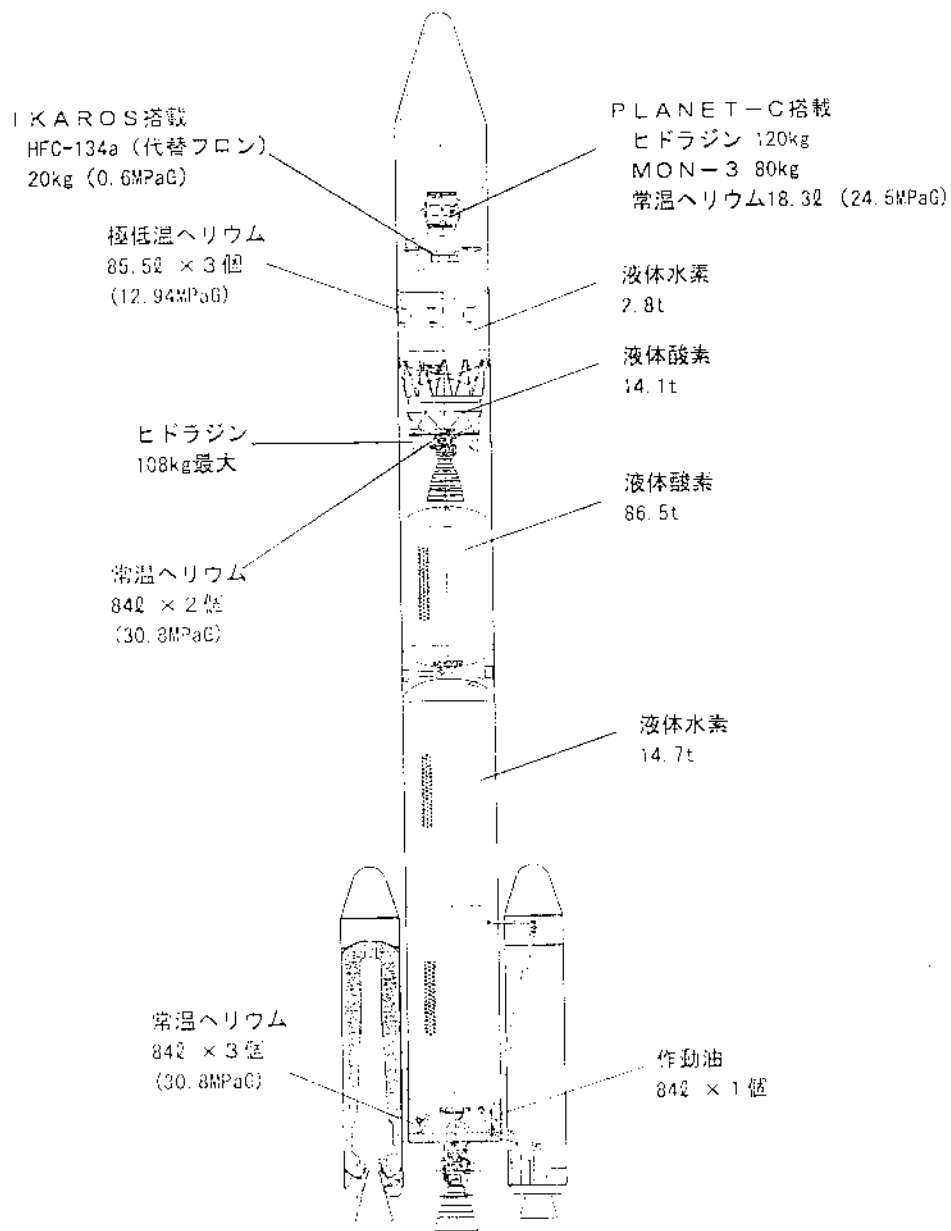 ＩＫＡＲＯＳ搭載
HFC-134a（代替フロン）
20kg (0.6MPaG)
ＰＬＡＮＥＴ－Ｃ搭載
ヒドラジン 120kg
ＭＯＮ－３ 80kg
常温ヘリウム18.3ℓ (24.5MPaG)
極低温ヘリウム
85.5ℓ × 3個
(12.94MPaG)
液体水素
2.8t
液体酸素
14.1t
ヒドラジン
108kg最大
液体酸素
86.5t
常温ヘリウム
84ℓ × 2個
(30.8MPaG)
液体水素
14.7t
常温ヘリウム
84ℓ × 3個
(30.8MPaG)
作動油
84ℓ × 1個